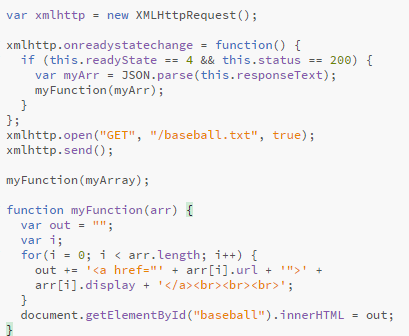 var xmlhttp = new XMLHttpRequest();

xmlhttp.onreadystatechange = function() {
  if (this.readyState == 4 && this.status == 200) {
    var myArr = JSON.parse(this.responseText);
    myFunction(myArr);
  }
};
xmlhttp.open("GET", "/baseball.txt", true);
xmlhttp.send();

myFunction(myArray);

function myFunction(arr) {
  var out = "";
  var i;
  for(i = 0; i < arr.length; i++) {
    out += '<a href="' + arr[i].url + '">' +
    arr[i].display + '</a><br><br><br>';
  }
  document.getElementById("baseball").innerHTML = out;
}